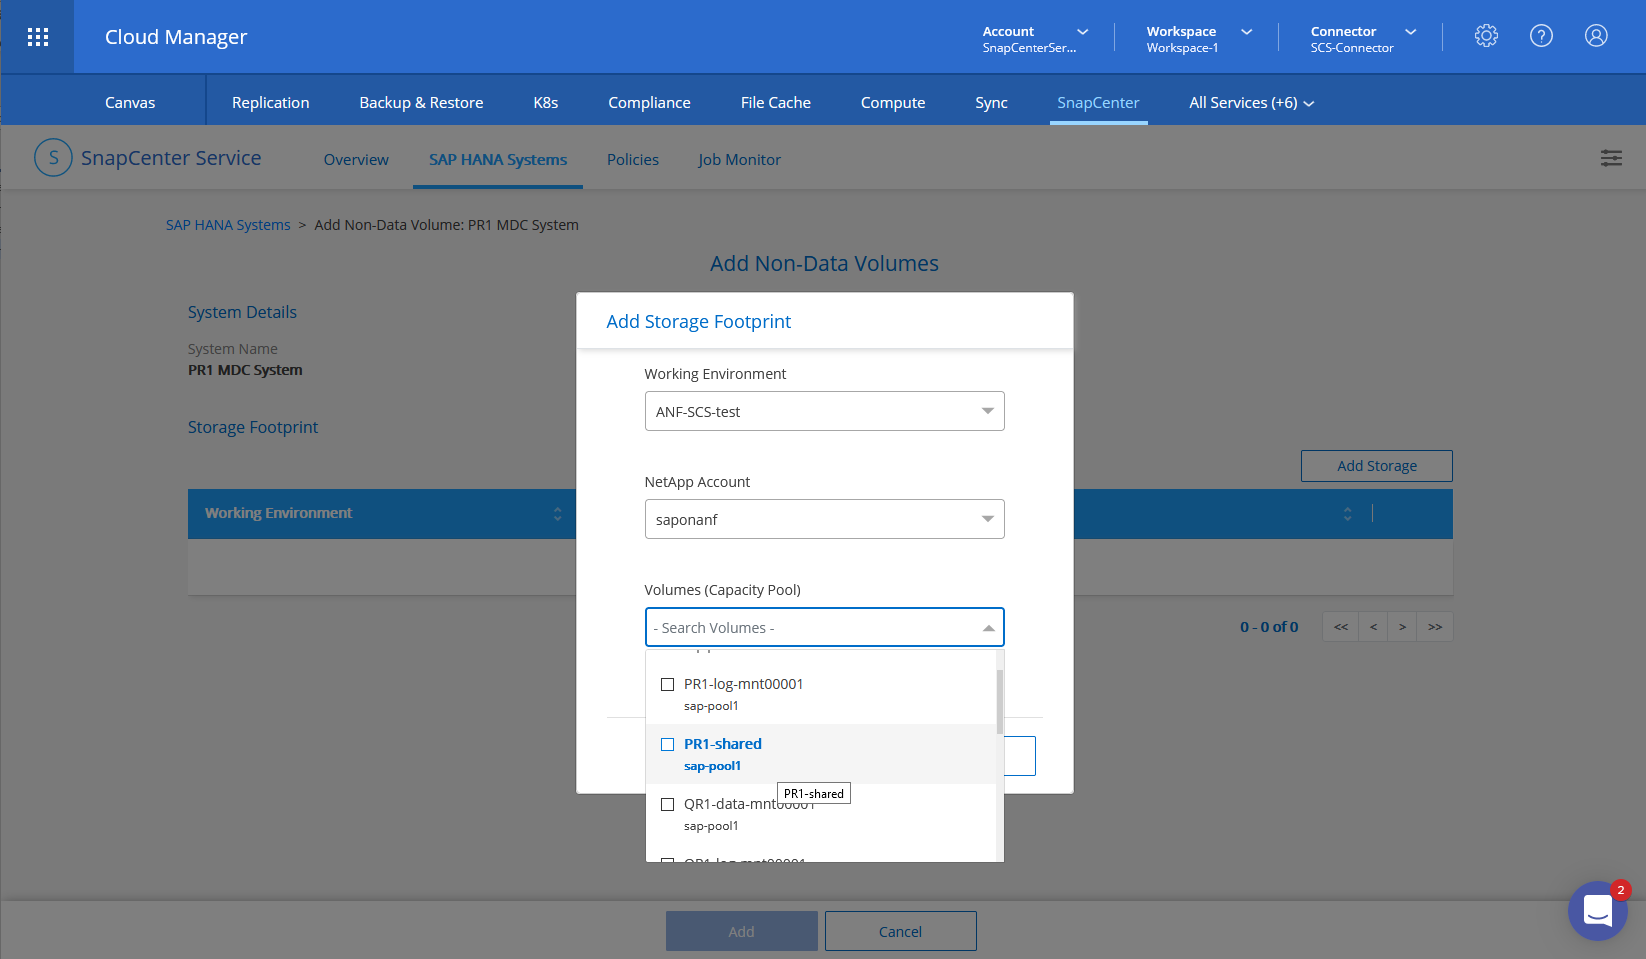 Cloud Manager
Account
SnapCenterSer...
Workspace
Workspace-1
Connector
SCS-Connector
?
Canvas
Replication
Backup & Restore
K8s
Compliance
File Cache
Compute
Sync
SnapCenter
All Services (+6)
S
SnapCenter Service
Overview
SAP HANA Systems
Policies
Job Monitor
SAP HANA Systems > Add Non-Data Volume: PR1 MDC System
Add Non-Data Volumes
System Details
System Name
PR1 MDC System
Storage Footprint
Add Storage
Working Environment
0 - 0 of 0
<< < > >>
Add Storage Footprint
Working Environment
ANF-SCS-test
NetApp Account
saponanf
Volumes (Capacity Pool)
- Search Volumes -
PR1-log-mnt00001
sap-pool1
PR1-shared
sap-pool1
PR1-shared
QR1-data-mnt00001
sap-pool1
QR1-log-mnt00001
Add
Cancel
2